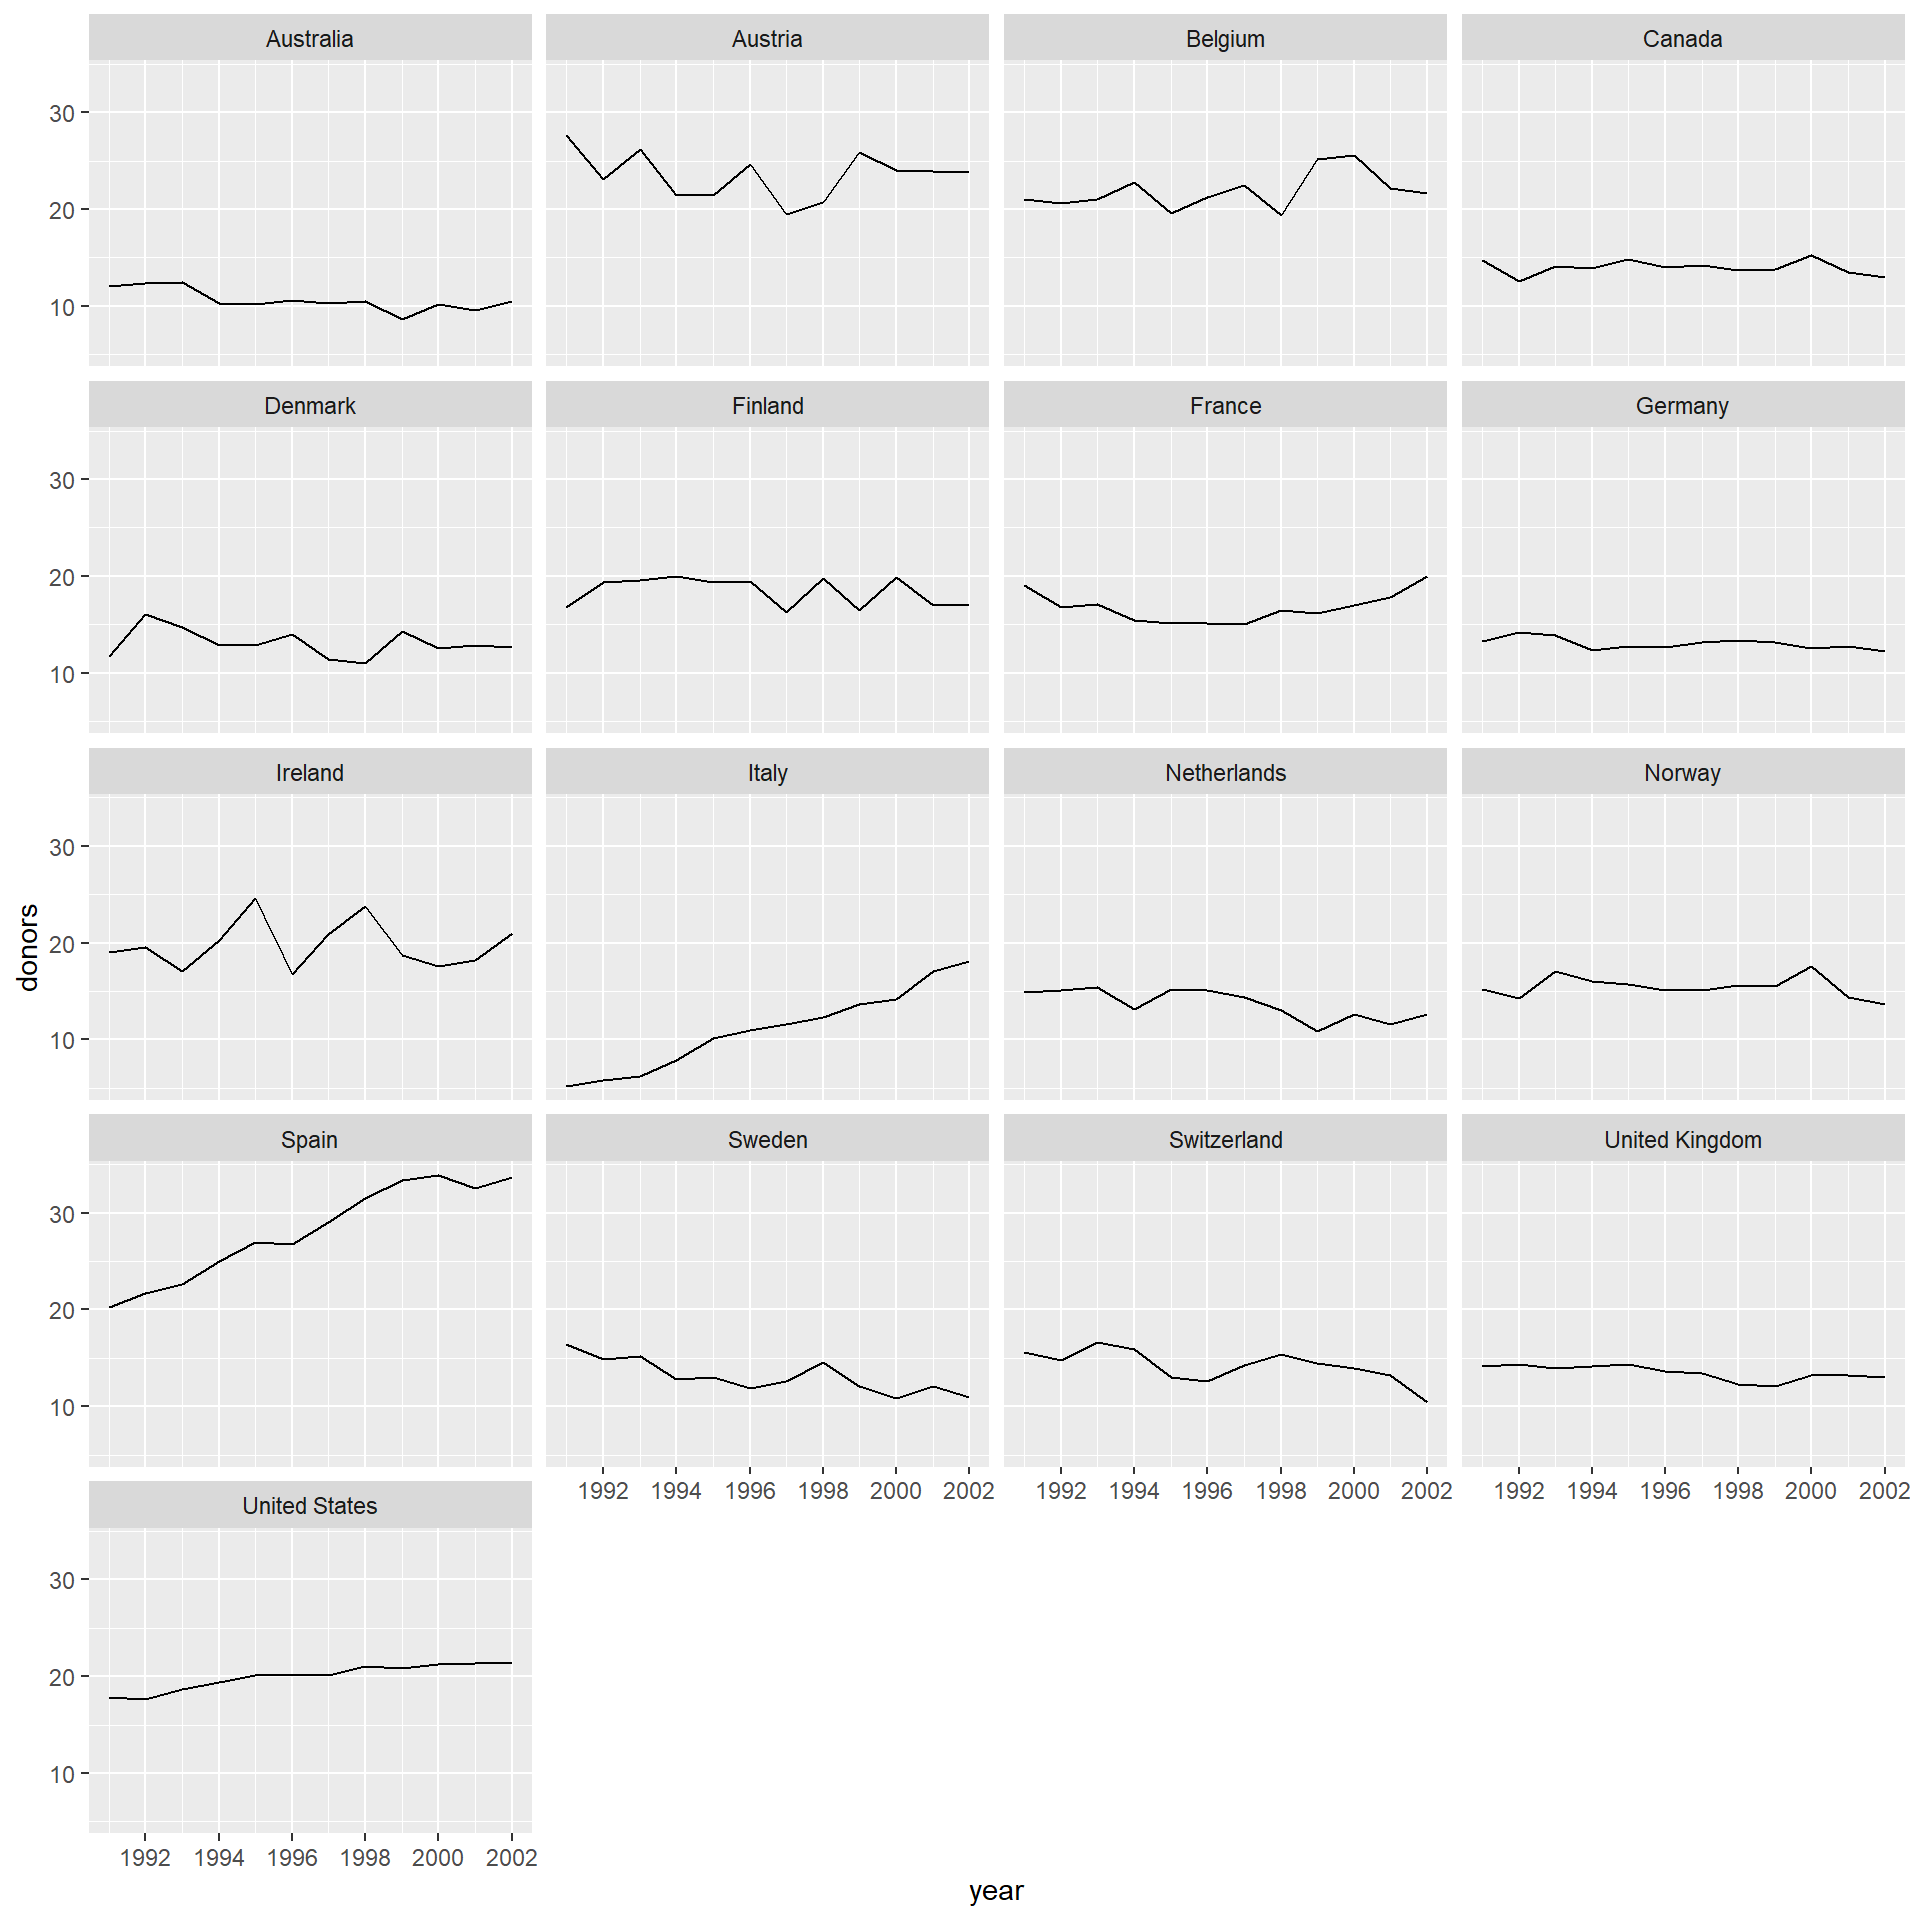 Australia Austria Belgium Canada
30
20
10
Denmark Finland France Germany
30
20
10
Ireland Italy Netherlands Norway
30
20
10
donors
Spain Sweden Switzerland United Kingdom
30
20
10
1992 1994 1996 1998 2000 2002 1992 1994 1996 1998 2000 2002 1992 1994 1996 1998 2000 2002
United States
30
20
10
1992 1994 1996 1998 2000 2002
year